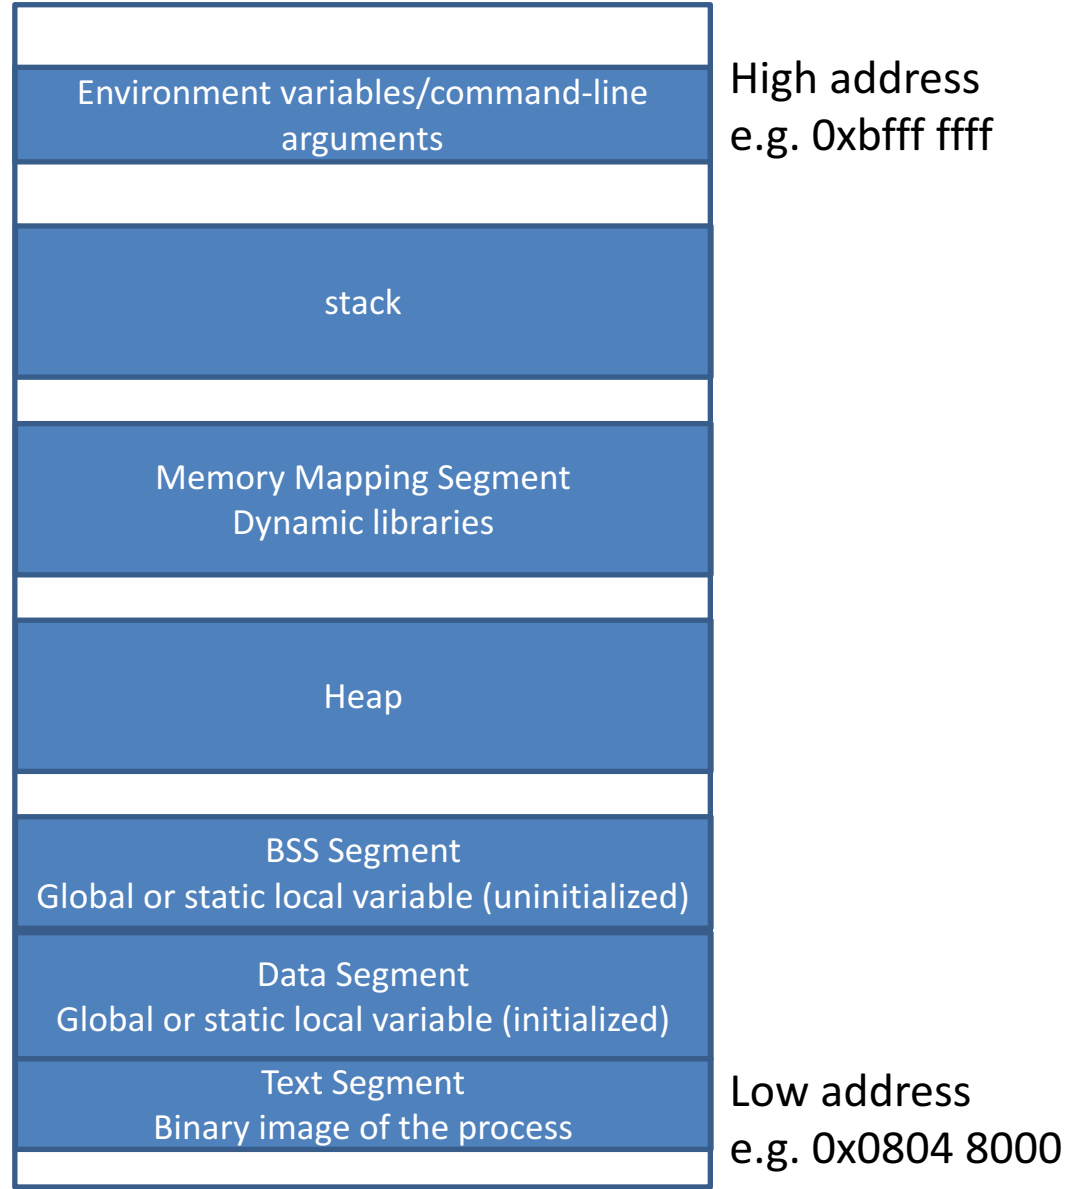 Environment variables/command-line
arguments
High address
e.g. 0xbfff ffff
stack
Memory Mapping Segment
Dynamic libraries
Heap
BSS Segment
Global or static local variable (uninitialized)
Data Segment
Global or static local variable (initialized)
Text Segment
Binary image of the process
Low address
e.g. 0x0804 8000